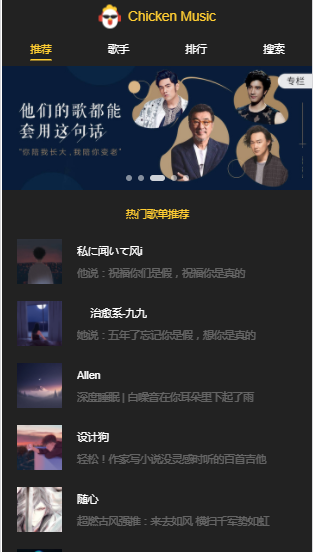 Chicken Music
推荐 歌手 排行 搜索
专栏
他们的歌都能
套用这句话
“你陪我长大，我陪你变老”
热门歌单推荐
私に闻いて风i
他说：祝福你们是假，祝福你是真的
治愈系-九九
她说：五年了忘记你是假，想你是真的
Allen
深度睡眠 | 白噪音在你耳朵里下起了雨
设计狗
轻松！作家写小说没灵感时听的百首吉他
随心
超燃古风强推：来去如风 横扫千军势如虹